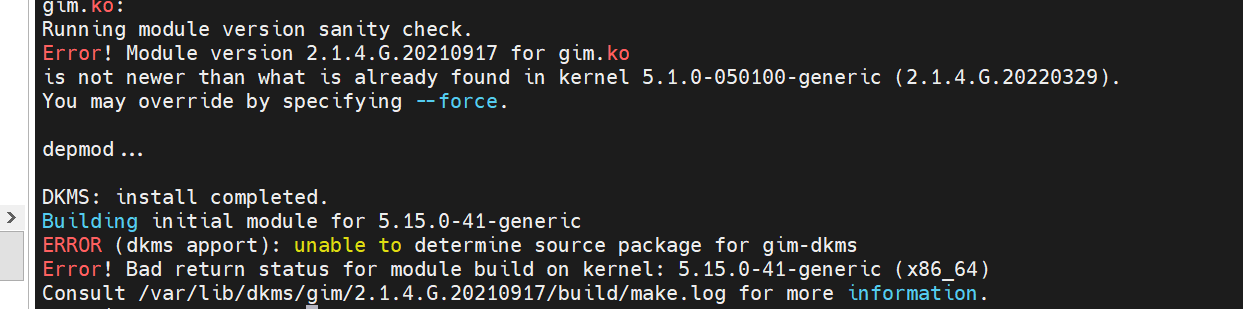 gim.ko:
Running module version sanity check.
Error! Module version 2.1.4.G.20210917 for gim.ko
is not newer than what is already found in kernel 5.1.0-050100-generic (2.1.4.G.20220329).
You may override by specifying --force.
depmod...
DKMS: install completed.
Building initial module for 5.15.0-41-generic
ERROR (dkms apport): unable to determine source package for gim-dkms
Error! Bad return status for module build on kernel: 5.15.0-41-generic (x86_64)
Consult /var/lib/dkms/gim/2.1.4.G.20210917/build/make.log for more information.